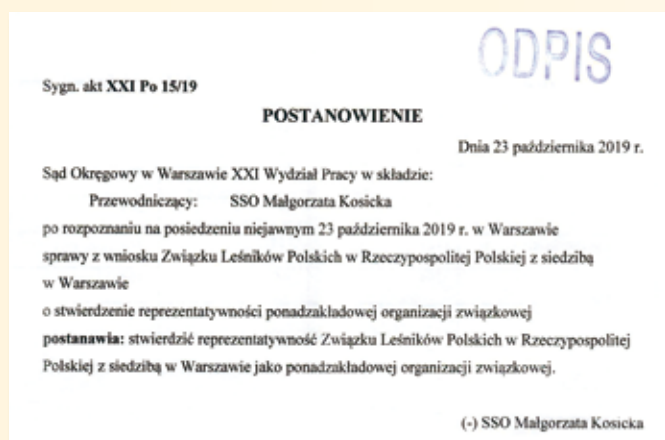 ODPIS
Sygn. akt XXI Po 15/19
POSTANOWIENIE
Dnia 23 października 2019 r.
Sąd Okręgowy w Warszawie XXI Wydział Pracy w składzie:
Przewodniczący: SSO Małgorzata Kosicka
po rozpoznaniu na posiedzeniu niejawnym 23 października 2019 r. w Warszawie
sprawy z wniosku Związku Leśników Polskich w Rzeczypospolitej Polskiej z siedzibą
w Warszawie
o stwierdzenie reprezentatywności ponadzakładowej organizacji związkowej
postanawia: stwierdzić reprezentatywność Związku Leśników Polskich w Rzeczypospolitej
Polskiej z siedzibą w Warszawie jako ponadzakładowej organizacji związkowej.
(-) SSO Małgorzata Kosicka